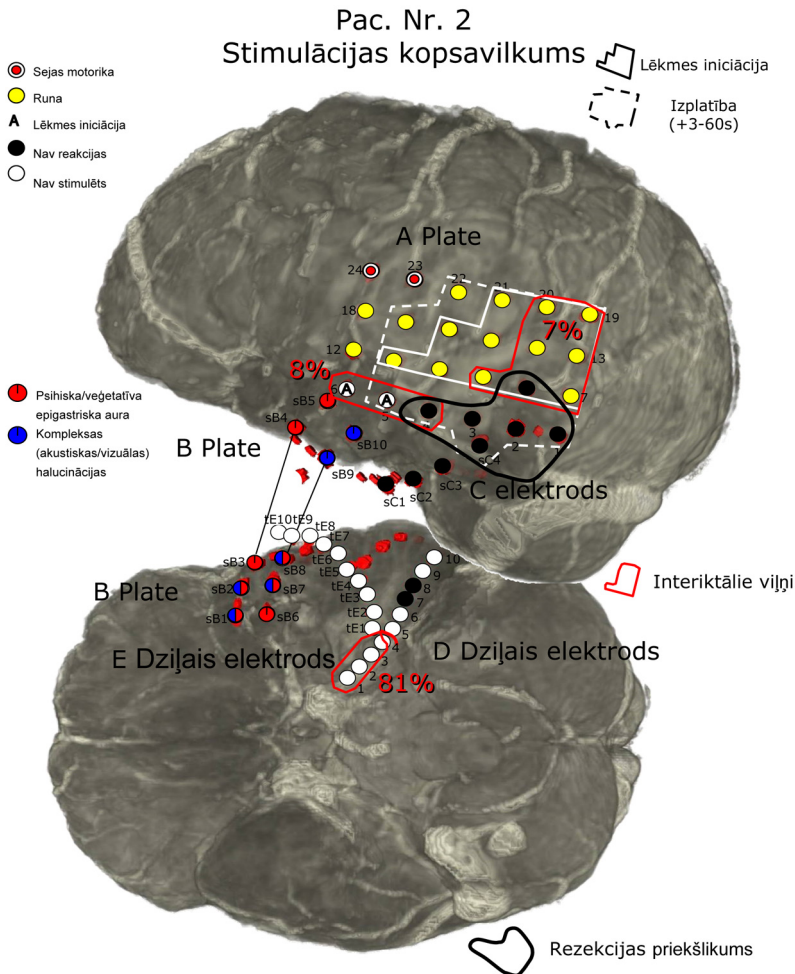 Pac. Nr. 2
Stimulācijas kopsavilkums
Lēkmes iniciācija
Izplatība
(+3-60s)
Sejas motorika
Runa
A Lēkmes iniciācija
Nav reakcijas
Nav stimulēts
A Plate
24
23
22
21
20
19
18
7%
12
13
8%
6 A
A
5
7
4
3
2
1
Psihiska/veģetatīva
epigastriska aura
Kompleksas
(akustiskas/vizuālas)
halucinācijas
sB5
sB4
B Plate
sB10
sB9
sC4
sC3
sC2
sC1
C elektrods
tE10
tE9
tE8
tE7
tE6
tE5
tE4
tE3
tE2
tE1
sB3
sB8
B Plate
sB2
sB7
sB1
sB6
10
9
8
7
6
5
4
3
2
1
Interiktālie viļņi
E Dziļais elektrods
D Dziļais elektrods
81%
Rezekcijas priekšlikums